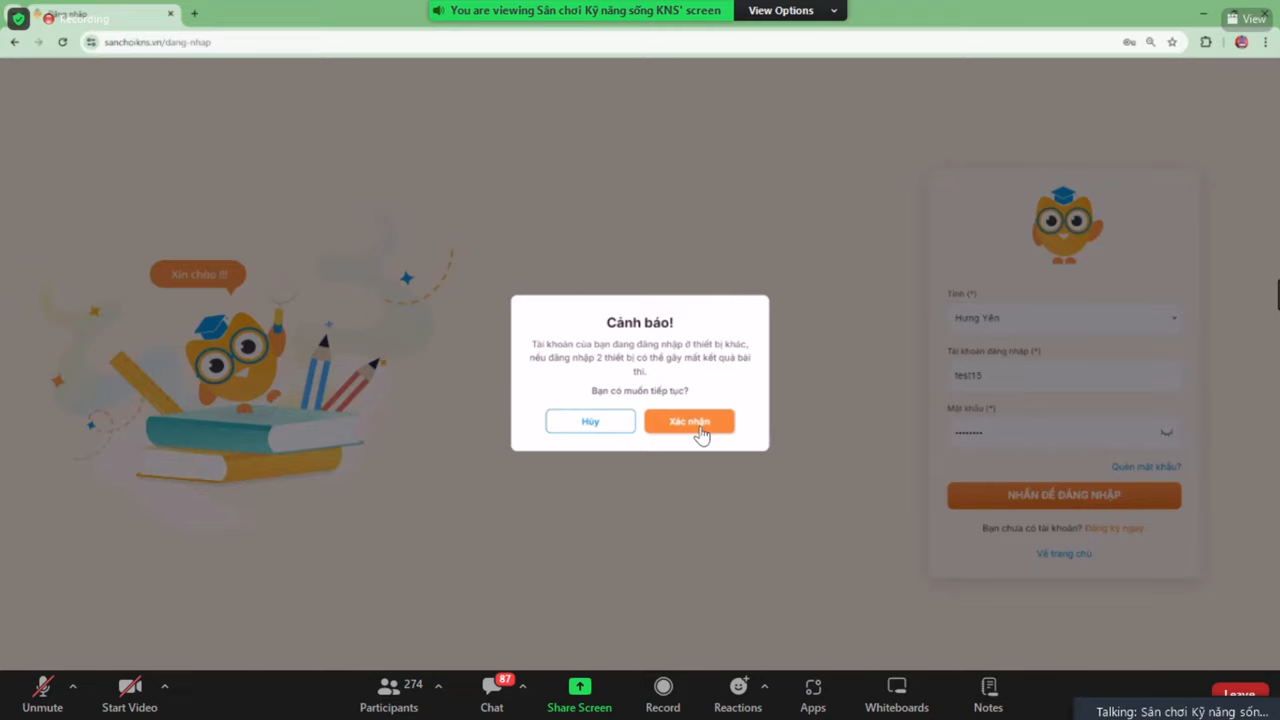 Đăng nhập
Recording
You are viewing Sân chơi Kỹ năng sống KNS' screen
View Options
View
sanchoikns.vn/dang-nhap
Xin chào !!!
Cảnh báo!
Tài khoản của bạn đang đăng nhập ở thiết bị khác,
nếu đăng nhập 2 thiết bị có thể gây mất kết quả bài
thi.
Bạn có muốn tiếp tục?
Hủy
Xác nhận
Tỉnh (*)
Hưng Yên
Tài khoản đăng nhập (*)
test15
Mật khẩu (*)
Quên mật khẩu?
NHẤN ĐỂ ĐĂNG NHẬP
Bạn chưa có tài khoản? Đăng ký ngay
Về trang chủ
Unmute
Start Video
274
Participants
87
Chat
Share Screen
Record
Reactions
Apps
Whiteboards
Notes
Leave
Talking: Sân chơi Kỹ năng sốn...